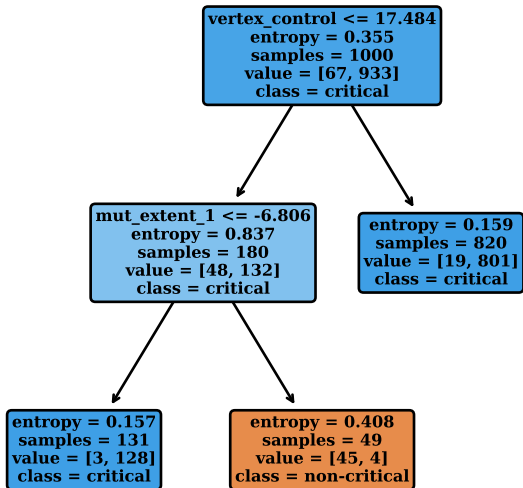 vertex_control <= 17.484
entropy = 0.355
samples = 1000
value = [67, 933]
class = critical
mut_extent_1 <= -6.806
entropy = 0.837
samples = 180
value = [48, 132]
class = critical
entropy = 0.159
samples = 820
value = [19, 801]
class = critical
entropy = 0.157
samples = 131
value = [3, 128]
class = critical
entropy = 0.408
samples = 49
value = [45, 4]
class = non-critical